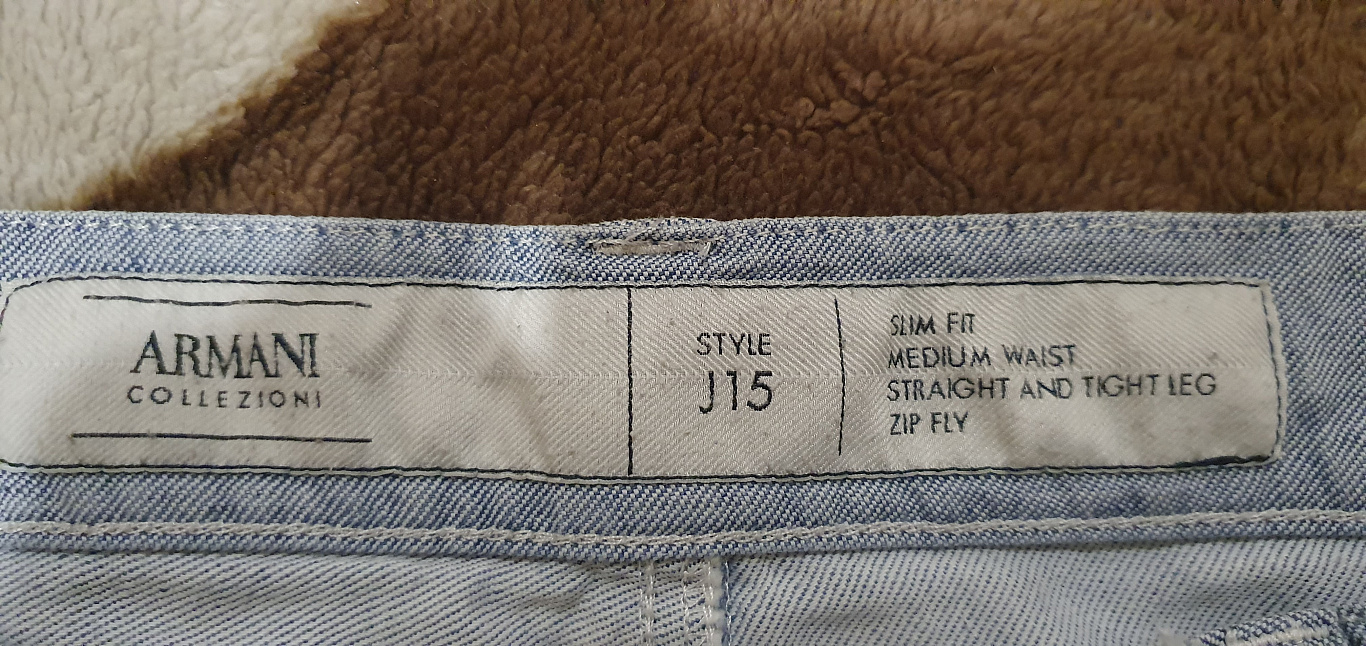 ARMANI
COLLEZIONI
STYLE
J15
SLIM FIT
MEDIUM WAIST
STRAIGHT AND TIGHT LEG
ZIP FLY